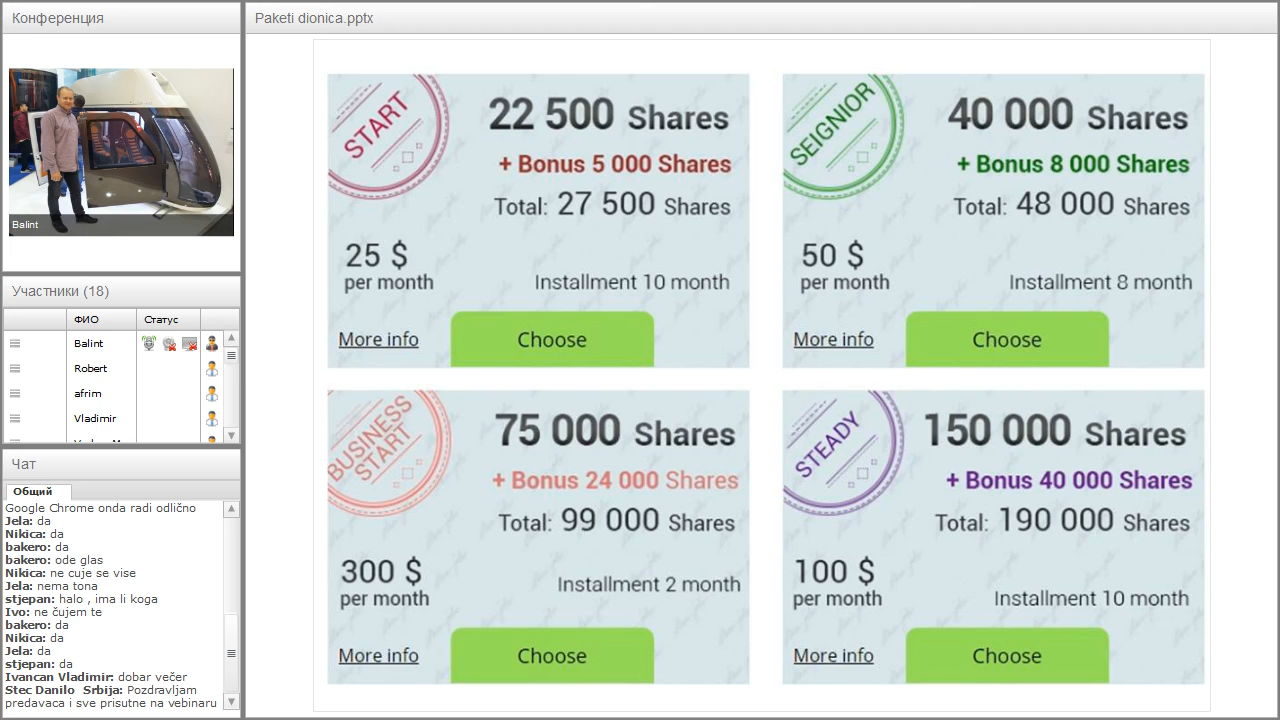 Конференция
Balint
Участники (18)
ФИО
Статус
Balint
Robert
afrim
Vladimir
Чат
Общий
Google Chrome onda radi odlično
Jela: da
Nikica: da
bakero: da
bakero: ode glas
Nikica: ne cuje se vise
Jela: nema tona
stjepan: halo , ima li koga
Ivo: ne čujem te
bakero: da
Nikica: da
Jela: da
stjepan: da
Ivancan Vladimir: dobar večer
Stec Danilo Srbija: Pozdravljam
predavaca i sve prisutne na vebinaru
Paketi dionica.pptx
START
22 500 Shares
+ Bonus 5 000 Shares
Total: 27 500 Shares
25 $
per month
Installment 10 month
More info
Choose
SEIGNIOR
40 000 Shares
+ Bonus 8 000 Shares
Total: 48 000 Shares
50 $
per month
Installment 8 month
More info
Choose
BUSINESS
START
75 000 Shares
+ Bonus 24 000 Shares
Total: 99 000 Shares
300 $
per month
Installment 2 month
More info
Choose
STEADY
150 000 Shares
+ Bonus 40 000 Shares
Total: 190 000 Shares
100 $
per month
Installment 10 month
More info
Choose